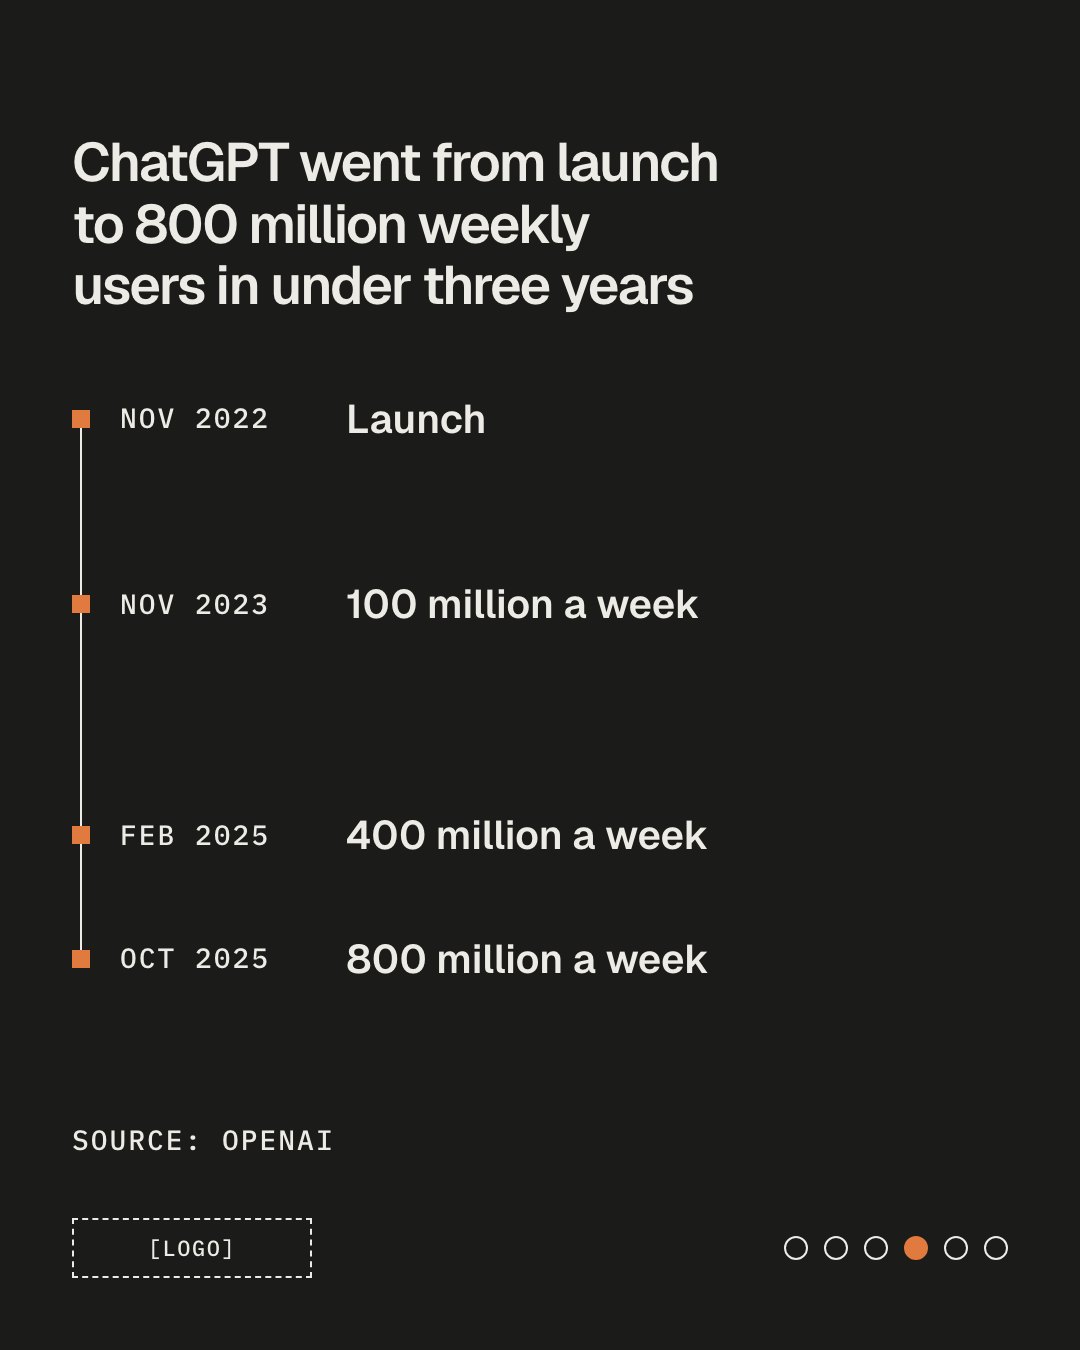 ChatGPT went from launch
to 800 million weekly
users in under three years
NOV 2022 Launch
NOV 2023 100 million a week
FEB 2025 400 million a week
OCT 2025 800 million a week
SOURCE: OPENAI
[LOGO]